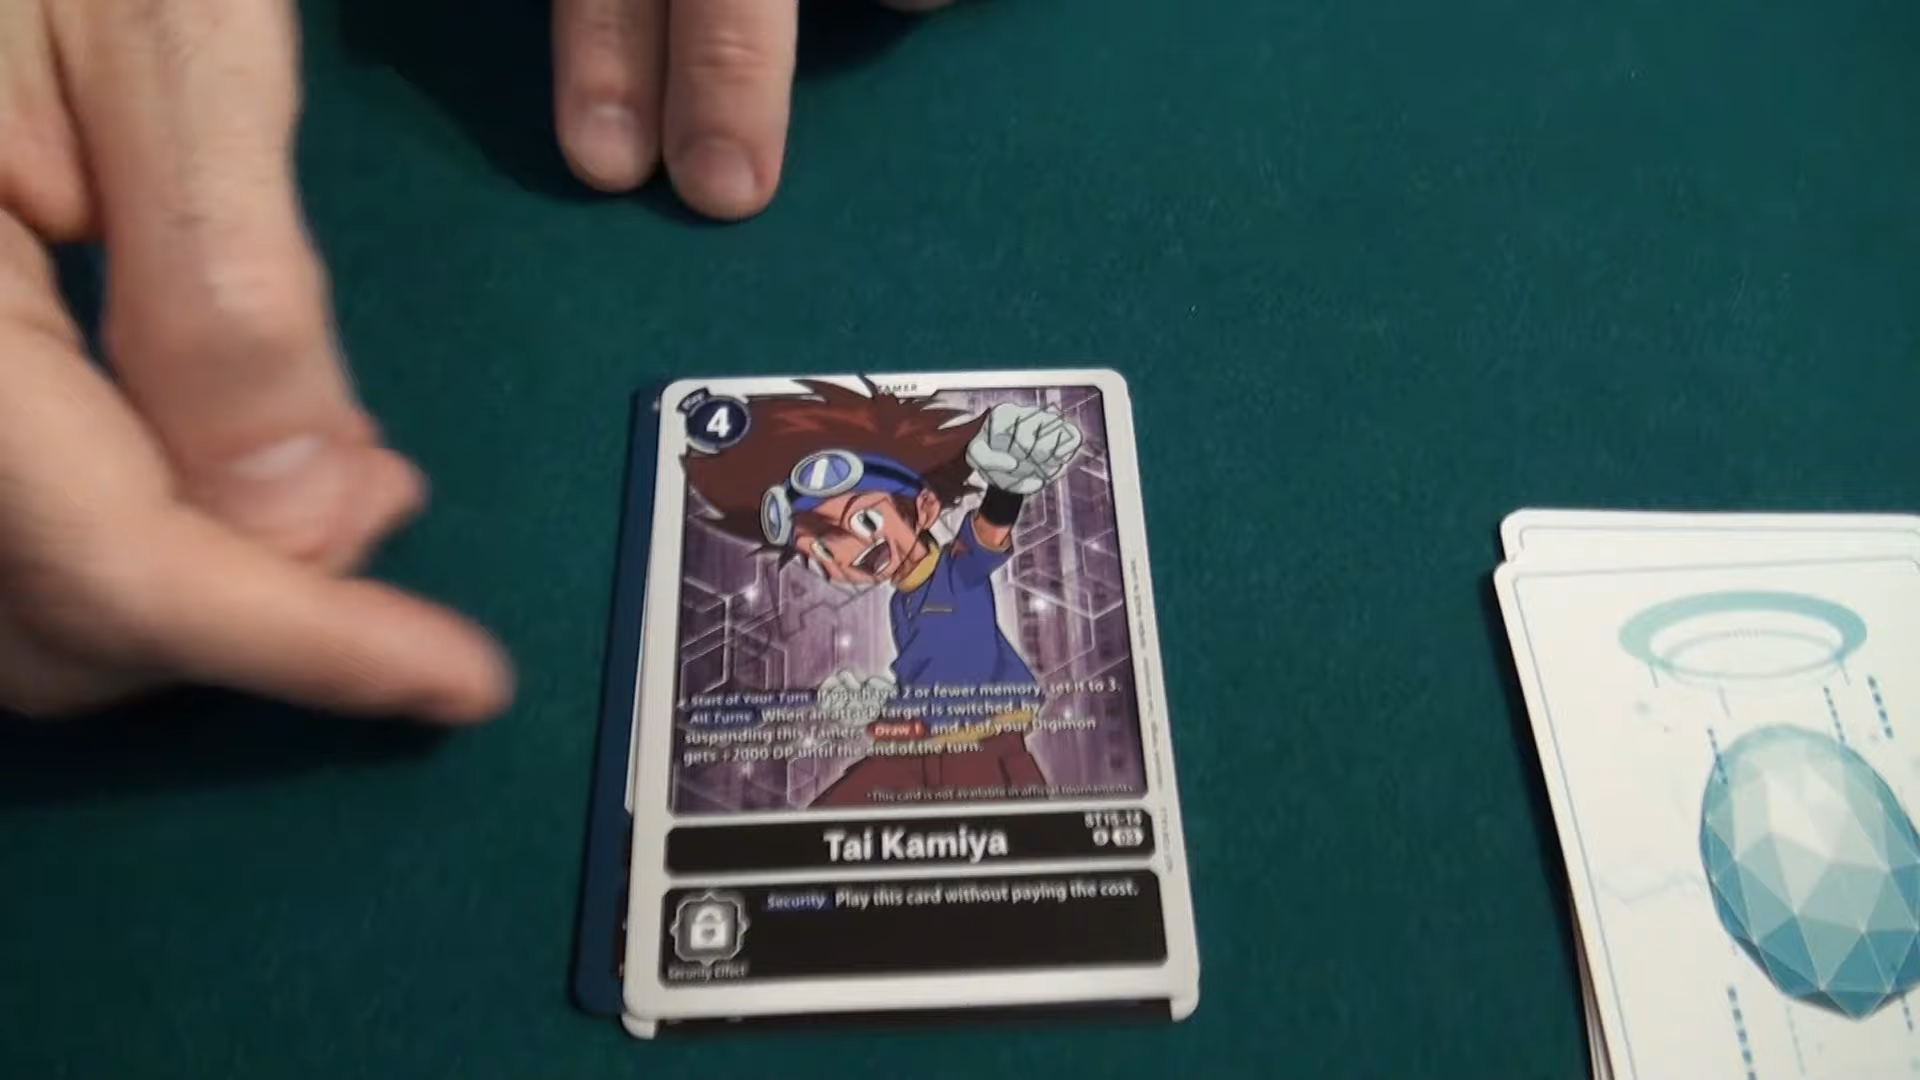 TAMER
Play
4
Start of Your Turn If you have 2 or fewer memory, set it to 3.
All Turns When an attack target is switched, by
suspending this Tamer, Draw 1 and 1 of your Digimon
gets +2000 DP until the end of the turn.
*This card is not available in official tournaments.
ST15-14
Tai Kamiya
Security Play this card without paying the cost.
Security Effect